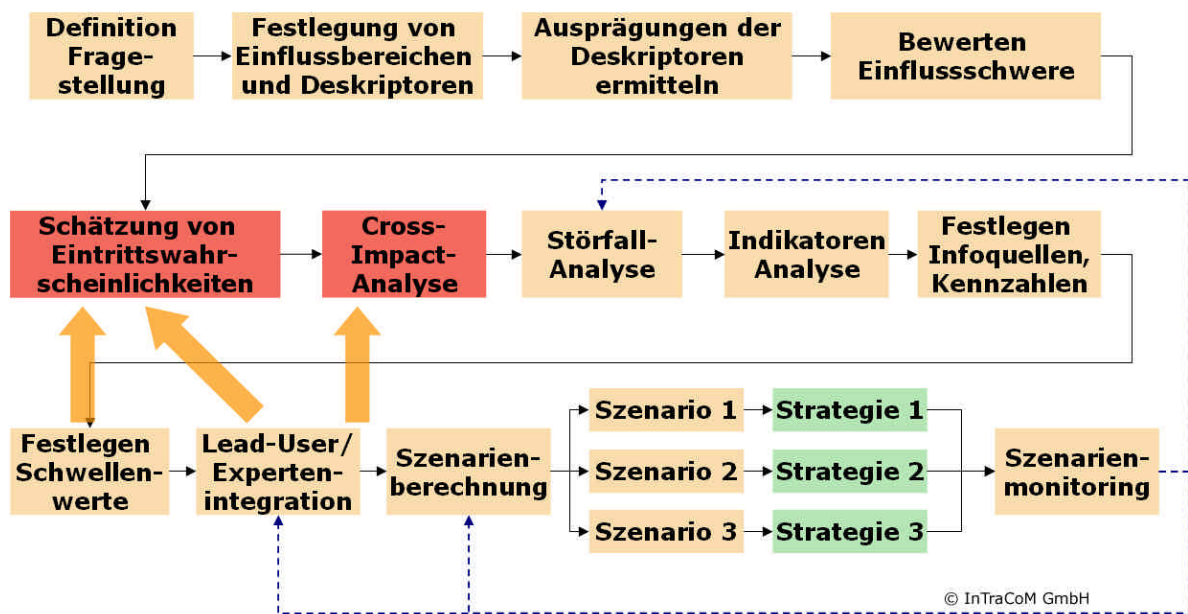 Definition
Frage-
stellung
Festlegung von
Einflussbereichen
und Deskriptoren
Ausprägungen der
Deskriptoren
ermitteln
Bewerten
Einflussschwere
Schätzung von
Eintrittswahr-
scheinlichkeiten
Cross-
Impact-
Analyse
Störfall-
Analyse
Indikatoren
Analyse
Festlegen
Infoquellen,
Kennzahlen
Festlegen
Schwellen-
werte
Lead-User/
Experten-
integration
Szenarien-
berechnung
Szenario 1
Strategie 1
Szenario 2
Strategie 2
Szenario 3
Strategie 3
Szenarien-
monitoring
© InTraCoM GmbH